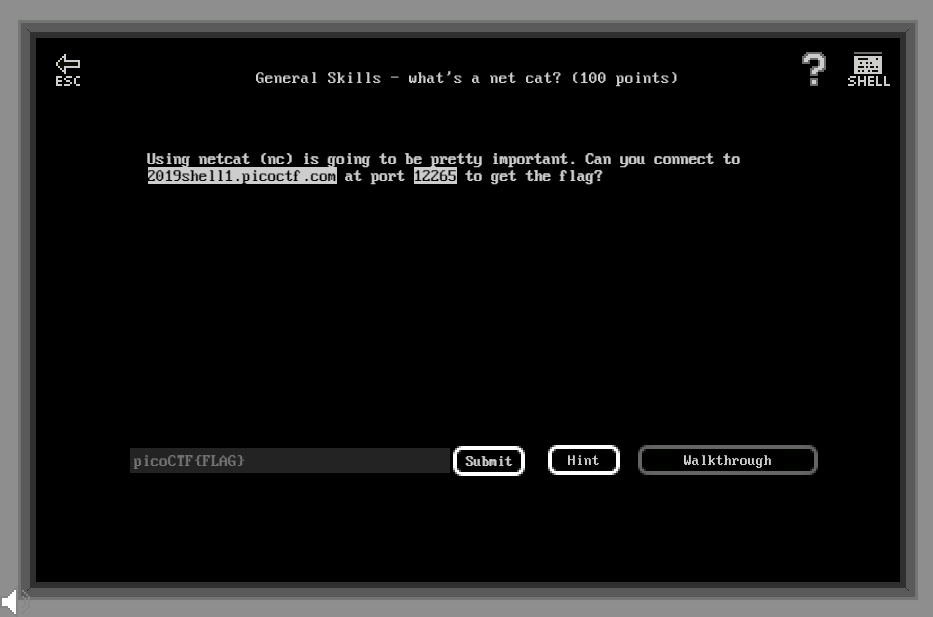 ESC
General Skills - what's a net cat? (100 points)
?
SHELL
Using netcat (nc) is going to be pretty important. Can you connect to
2019shell1.picoctf.com at port 12265 to get the flag?
picoCTF{FLAG}
Submit
Hint
Walkthrough